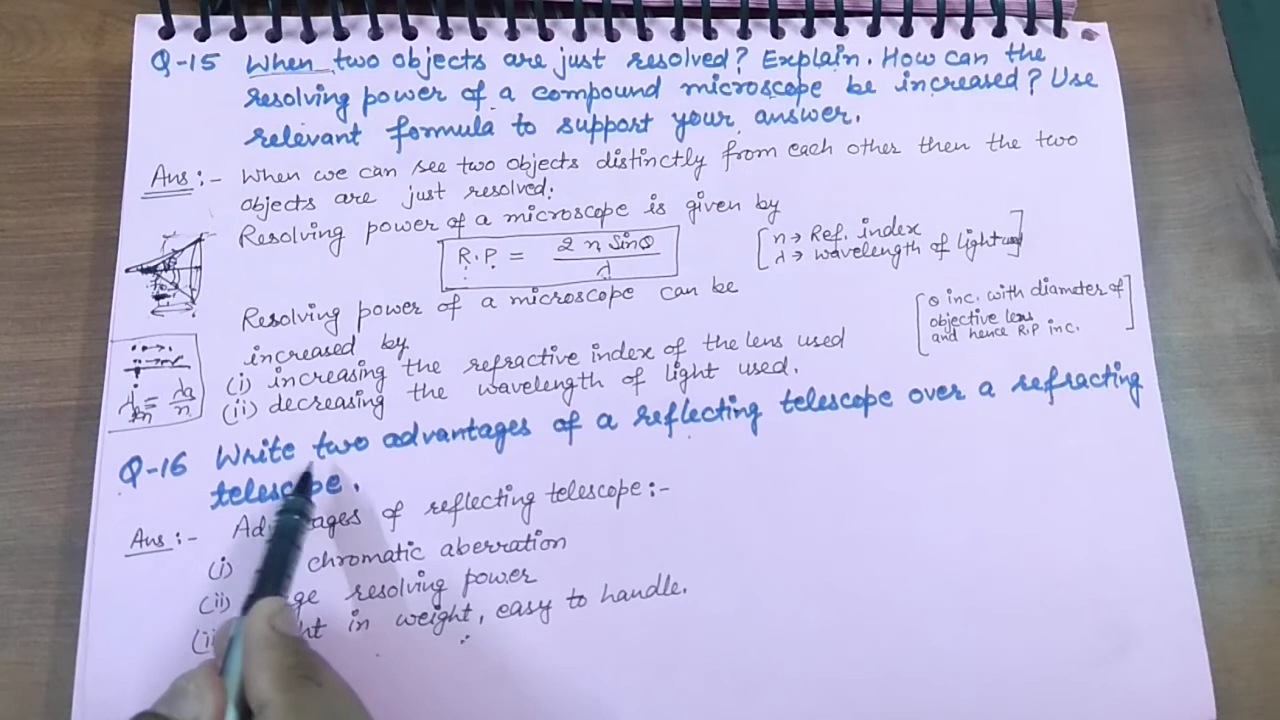 Q-15 When two objects are just resolved? Explain. How can the
resolving power of a compound microscope be increased? Use
relevant formula to support your answer.
Ans:- When we can see two objects distinctly from each other then the two
objects are just resolved.
Resolving power of a microscope is given by
R.P. = 2 n Sinθ / λ
[n → Ref. index
λ → wavelength of light used]
Resolving power of a microscope can be
increased by
[θ inc. with diameter of
objective lens
and hence R.P inc.]
(i) increasing the refractive index of the lens used
(ii) decreasing the wavelength of light used.
Q-16 Write two advantages of a reflecting telescope over a refracting
telescope.
Ans:- of reflecting telescope:-
(i) chromatic aberration
(ii) resolving power
in weight, easy to handle.